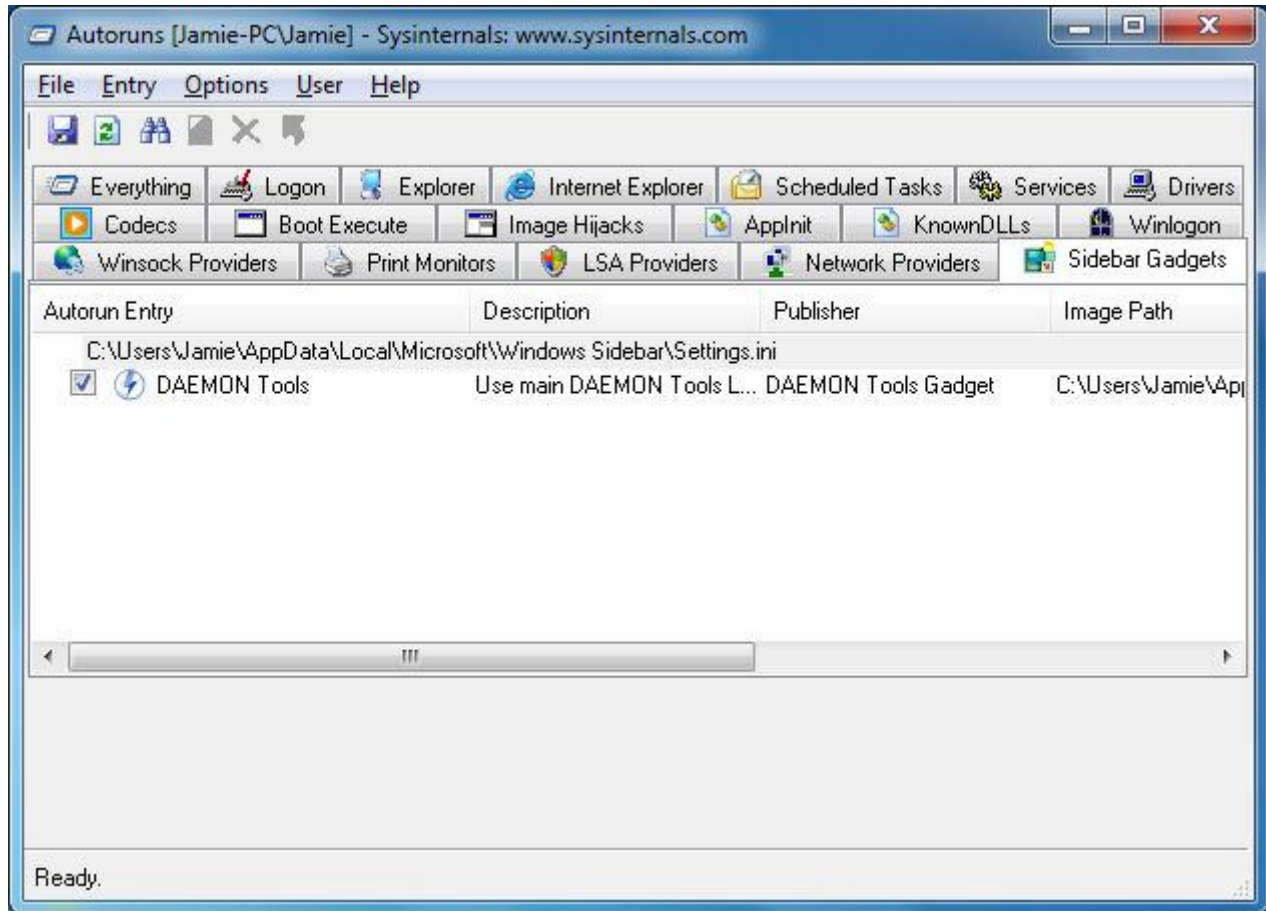 Autoruns [Jamie-PC\Jamie] - Sysinternals: www.sysinternals.com
File Entry Options User Help
Everything Logon Explorer Internet Explorer Scheduled Tasks Services Drivers
Codecs Boot Execute Image Hijacks AppInit KnownDLLs Winlogon
Winsock Providers Print Monitors LSA Providers Network Providers Sidebar Gadgets
Autorun Entry Description Publisher Image Path
C:\Users\Jamie\AppData\Local\Microsoft\Windows Sidebar\Settings.ini
DAEMON Tools Use main DAEMON Tools L... DAEMON Tools Gadget C:\Users\Jamie\Ap
Ready.